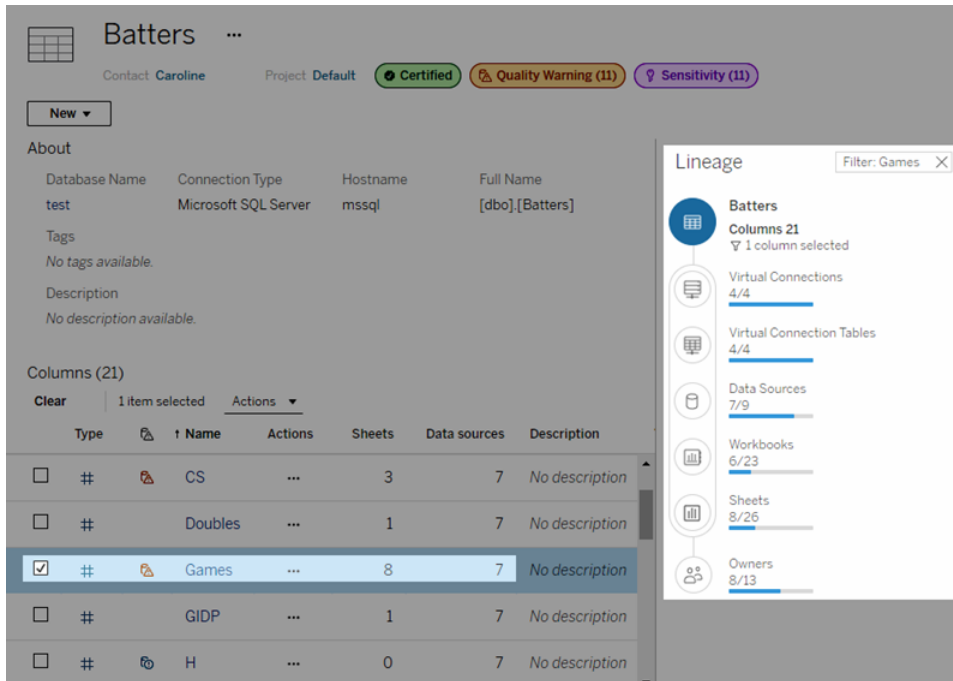 Batters ...
Contact Caroline Project Default Certified Quality Warning (11) Sensitivity (11)
New
About
Database Name Connection Type Hostname Full Name
test Microsoft SQL Server mssql [dbo].[Batters]
Tags
No tags available.
Description
No description available.
Columns (21)
Clear 1 item selected Actions
Type ↑ Name Actions Sheets Data sources Description
# CS ... 3 7 No description
# Doubles ... 1 7 No description
# Games ... 8 7 No description
# GIDP ... 1 7 No description
# H ... 0 7 No description
Lineage Filter: Games X
Batters
Columns 21
1 column selected
Virtual Connections
4/4
Virtual Connection Tables
4/4
Data Sources
7/9
Workbooks
6/23
Sheets
8/26
Owners
8/13